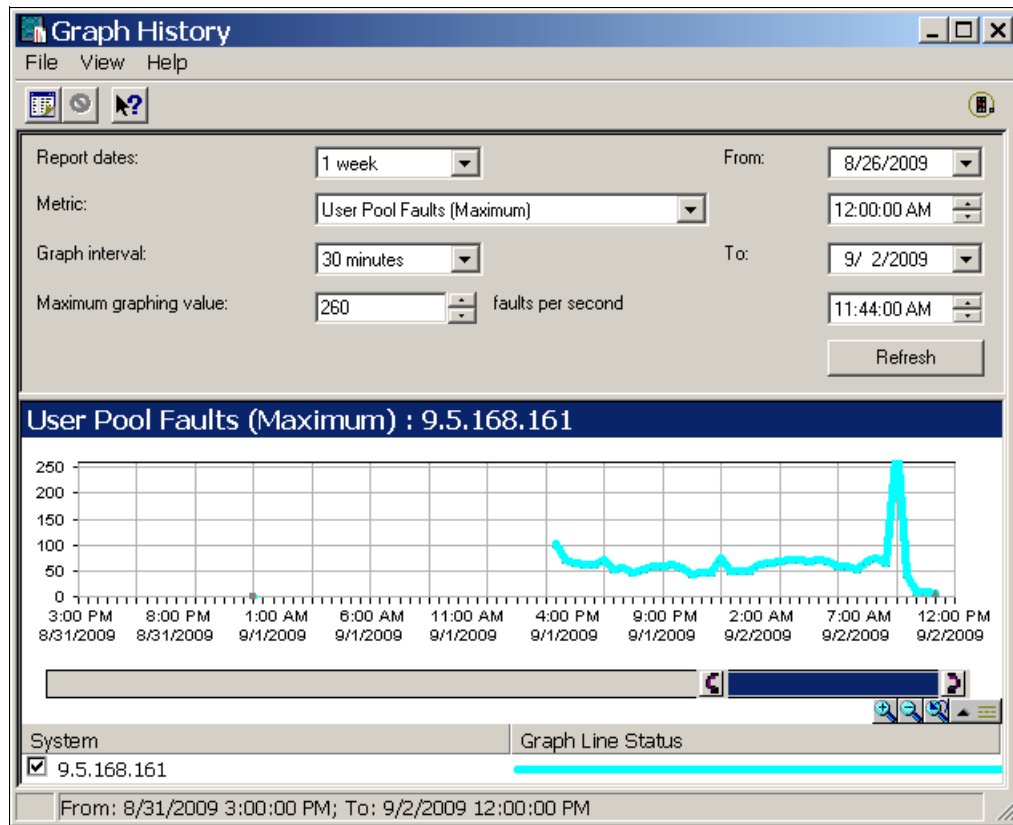 Graph History
File View Help
Report dates: 1 week From: 8/26/2009
Metric: User Pool Faults (Maximum) 12:00:00 AM
Graph interval: 30 minutes To: 9/ 2/2009
Maximum graphing value: 260 faults per second 11:44:00 AM
Refresh
User Pool Faults (Maximum) : 9.5.168.161
250
200
150
100
50
0
3:00 PM 8:00 PM 1:00 AM 6:00 AM 11:00 AM 4:00 PM 9:00 PM 2:00 AM 7:00 AM 12:00 PM
8/31/2009 8/31/2009 9/1/2009 9/1/2009 9/1/2009 9/1/2009 9/1/2009 9/2/2009 9/2/2009 9/2/2009
System Graph Line Status
9.5.168.161
From: 8/31/2009 3:00:00 PM; To: 9/2/2009 12:00:00 PM